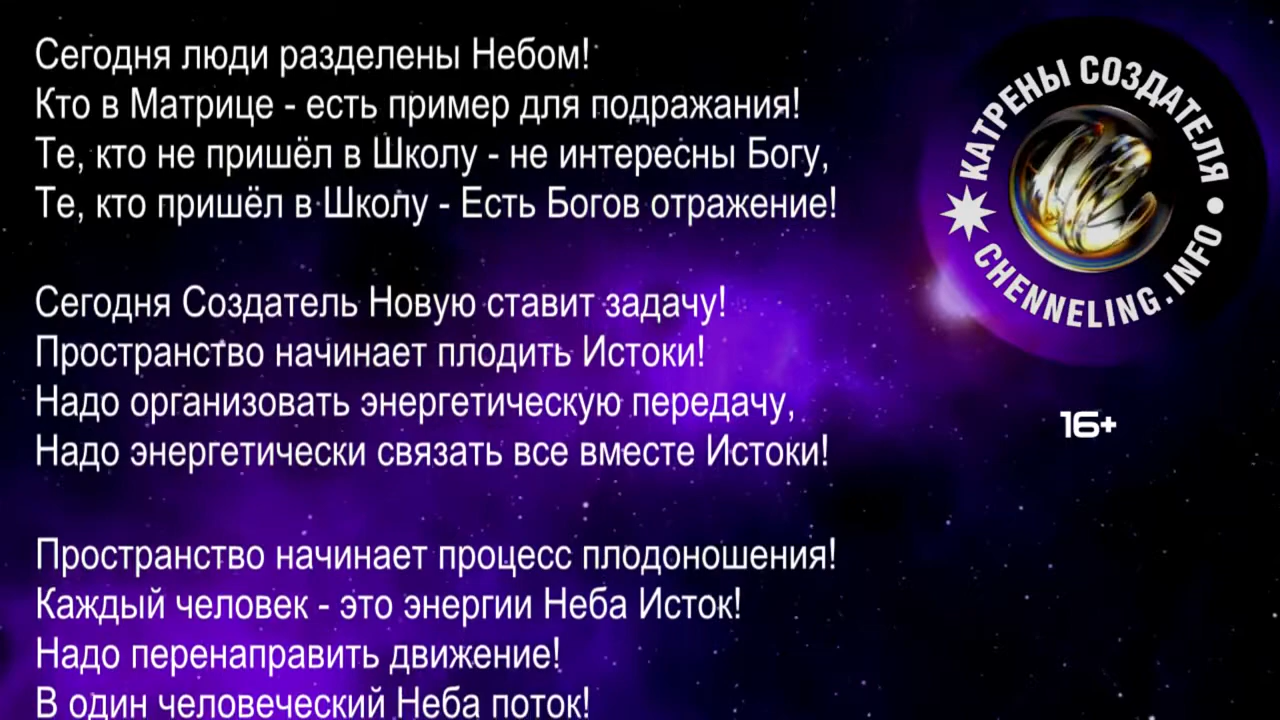 Сегодня люди разделены Небом!
Кто в Матрице - есть пример для подражания!
Те, кто не пришёл в Школу - не интересны Богу,
Те, кто пришёл в Школу - Есть Богов отражение!
Сегодня Создатель Новую ставит задачу!
Пространство начинает плодить Истоки!
Надо организовать энергетическую передачу,
Надо энергетически связать все вместе Истоки!
Пространство начинает процесс плодоношения!
Каждый человек - это энергии Неба Исток!
Надо перенаправить движение!
В один человеческий Неба поток!
КАТРЕНЫ СОЗДАТЕЛЯ
CHENNELING.INFO
16+